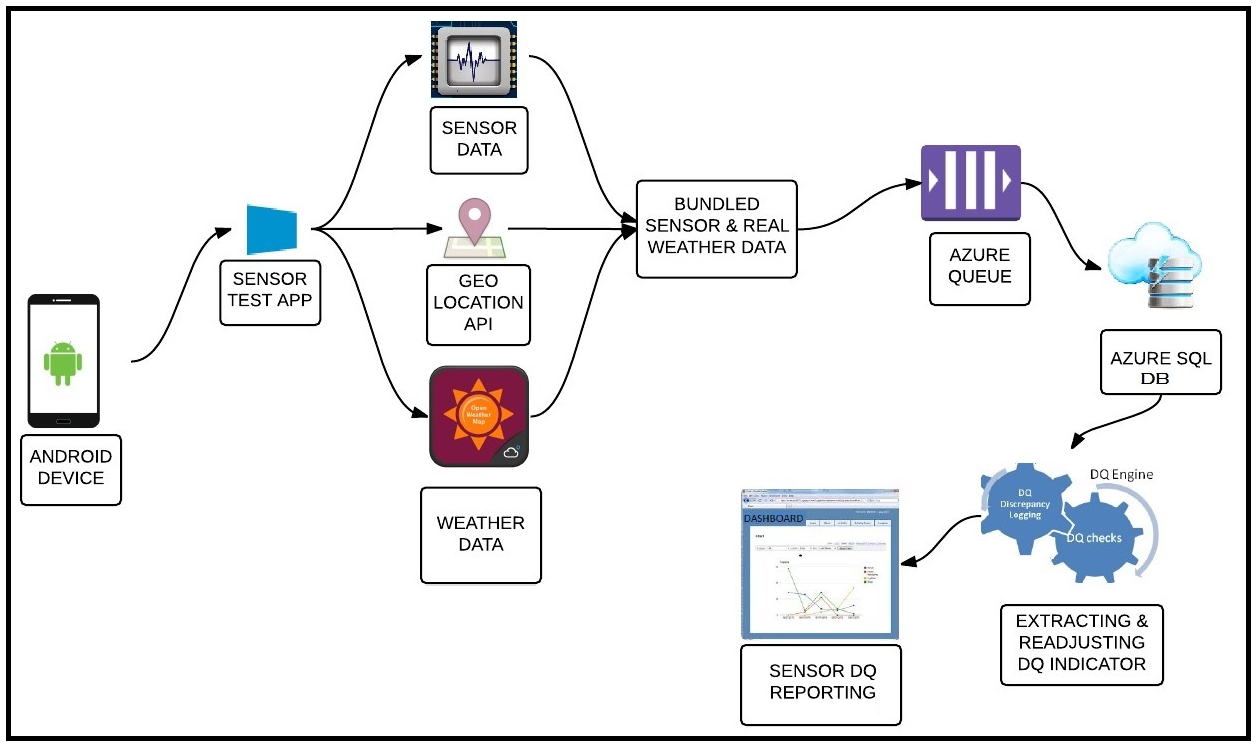 SENSOR
DATA
SENSOR
TEST APP
GEO
LOCATION
API
Open
Weather
Map
WEATHER
DATA
ANDROID
DEVICE
BUNDLED
SENSOR & REAL
WEATHER DATA
AZURE
QUEUE
AZURE SQL
DB
DQ Engine
DQ
Discrepancy
Logging
DQ checks
EXTRACTING &
READJUSTING
DQ INDICATOR
DASHBOARD
SENSOR DQ
REPORTING